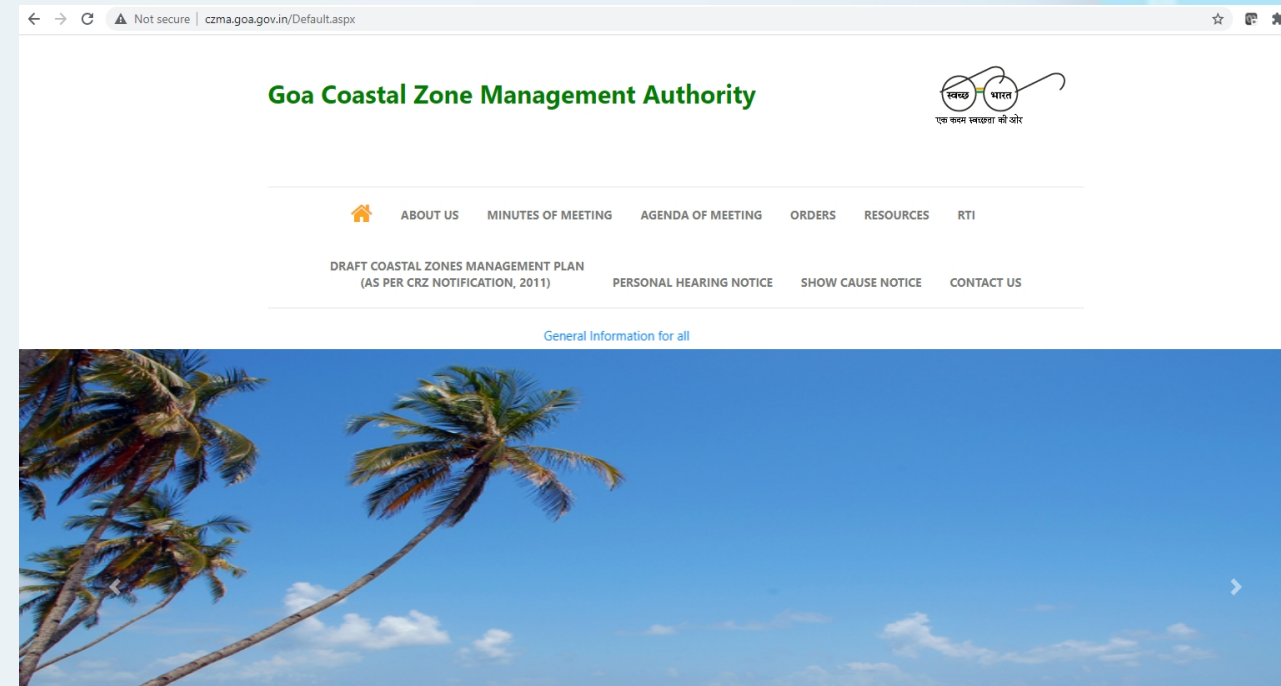 Not secure | czma.goa.gov.in/Default.aspx
Goa Coastal Zone Management Authority
स्वच्छ भारत
एक कदम स्वच्छता की ओर
ABOUT US MINUTES OF MEETING AGENDA OF MEETING ORDERS RESOURCES RTI
DRAFT COASTAL ZONES MANAGEMENT PLAN
(AS PER CRZ NOTIFICATION, 2011) PERSONAL HEARING NOTICE SHOW CAUSE NOTICE CONTACT US
General Information for all